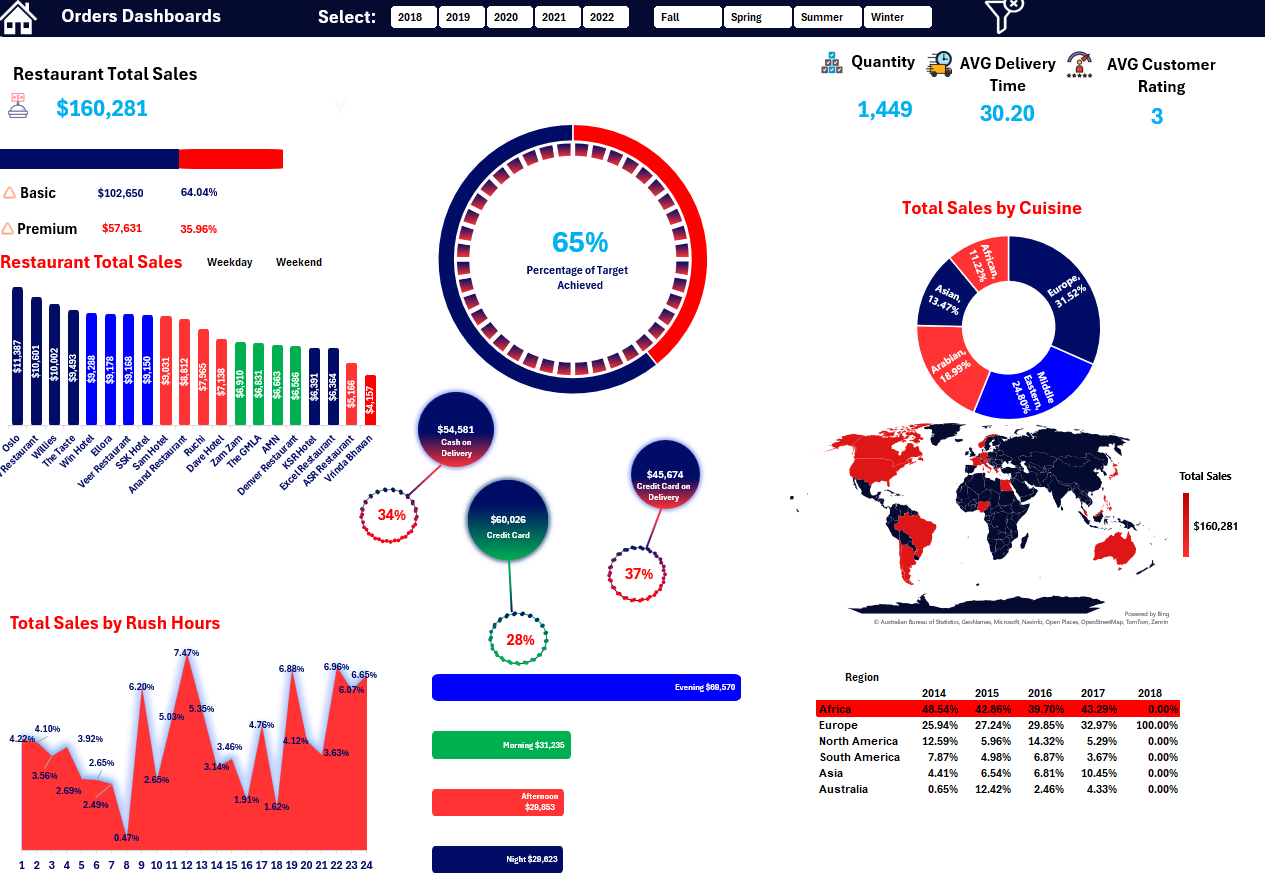 Orders Dashboards
Select:
2018
2019
2020
2021
2022
Fall
Spring
Summer
Winter
Restaurant Total Sales
$160,281
Basic
$102,650
64.04%
Premium
$57,631
35.96%
Quantity
1,449
AVG Delivery
Time
30.20
AVG Customer
Rating
3
Restaurant Total Sales
Weekday
Weekend
$11,387
$10,601
$10,002
$9,493
$9,288
$9,178
$9,168
$9,150
$9,031
$8,812
$7,965
$7,138
$6,910
$6,831
$6,663
$6,586
$6,391
$6,364
$5,166
$4,157
Oslo
Restaurant
Willies
The Taste
Win Hotel
Ellora
Veer Restaurant
SSK Hotel
Sam Hotel
Anand Restaurant
Ruchi
Dave Hotel
Zam Zam
The GMLA
AMN
Denver Restaurant
KSR Hotel
Excel Restaurant
ASR Restaurant
Vrinda Bhavan
65%
Percentage of Target
Achieved
Total Sales by Cuisine
Europe,
31.52%
Middle
Eastern,
24.80%
Arabian,
18.99%
Asian,
13.47%
African,
11.22%
$54,581
Cash on
Delivery
34%
$60,026
Credit Card
28%
$45,674
Credit Card on
Delivery
37%
Total Sales
$160,281
Powered by Bing
© Australian Bureau of Statistics, GeoNames, Microsoft, Navinfo, Open Places, OpenStreetMap, TomTom, Zenrin
Total Sales by Rush Hours
4.22%
4.10%
3.56%
3.92%
2.69%
2.65%
2.49%
0.47%
6.20%
2.65%
5.03%
7.47%
5.35%
3.14%
3.46%
1.91%
4.76%
1.62%
6.88%
4.12%
3.63%
6.96%
6.07%
6.65%
1 2 3 4 5 6 7 8 9 10 11 12 13 14 15 16 17 18 19 20 21 22 23 24
Evening $69,570
Morning $31,235
Afternoon
$29,853
Night $29,623
Region
2014 2015 2016 2017 2018
Africa 48.54% 42.86% 39.70% 43.29% 0.00%
Europe 25.94% 27.24% 29.85% 32.97% 100.00%
North America 12.59% 5.96% 14.32% 5.29% 0.00%
South America 7.87% 4.98% 6.87% 3.67% 0.00%
Asia 4.41% 6.54% 6.81% 10.45% 0.00%
Australia 0.65% 12.42% 2.46% 4.33% 0.00%